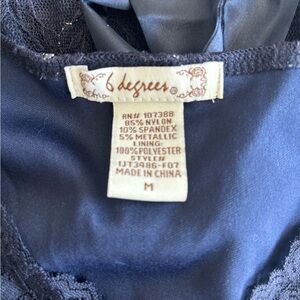 6 degrees®
RN# 107388
85% NYLON
10% SPANDEX
5% METALLIC
LINING:
100% POLYESTER
STYLE#
1JT3486-F07
MADE IN CHINA
M